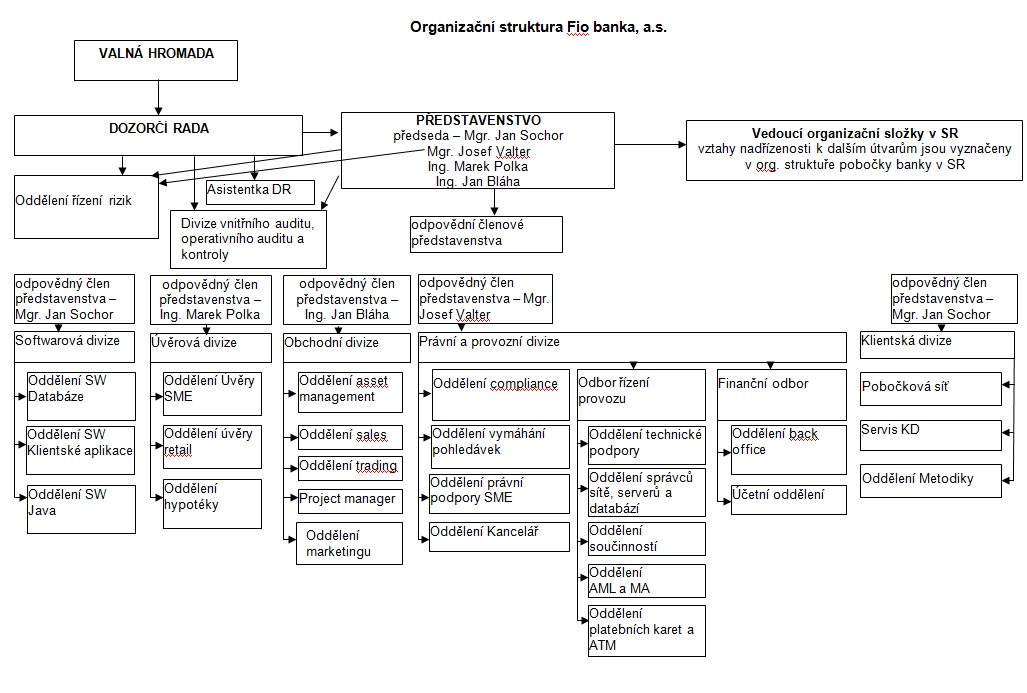 Organizační struktura Fio banka, a.s.
VALNÁ HROMADA
DOZORČÍ RADA
PŘEDSTAVENSTVO
předseda – Mgr. Jan Sochor
Mgr. Josef Valter
Ing. Marek Polka
Ing. Jan Bláha
Vedoucí organizační složky v SR
vztahy nadřízenosti k dalším útvarům jsou vyznačeny
v org. struktuře pobočky banky v SR
Oddělení řízení rizik
Asistentka DR
Divize vnitřního auditu,
operativního auditu a
kontroly
odpovědní členové
představenstva
odpovědný člen
představenstva –
Mgr. Jan Sochor
Softwarová divize
Oddělení SW
Databáze
Oddělení SW
Klientské aplikace
Oddělení SW
Java
odpovědný člen
představenstva –
Ing. Marek Polka
Úvěrová divize
Oddělení Úvěry
SME
Oddělení úvěry
retail
Oddělení
hypotéky
odpovědný člen
představenstva –
Ing. Jan Bláha
Obchodní divize
Oddělení asset
management
Oddělení sales
Oddělení trading
Project manager
Oddělení
marketingu
odpovědný člen
představenstva – Mgr.
Josef Valter
Právní a provozní divize
Oddělení compliance
Oddělení vymáhání
pohledávek
Oddělení právní
podpory SME
Oddělení Kancelář
Odbor řízení
provozu
Oddělení technické
podpory
Oddělení správců
sítě, serverů a
databází
Oddělení
součinností
Oddělení
AML a MA
Oddělení
platebních karet a
ATM
Finanční odbor
Oddělení back
office
Účetní oddělení
odpovědný člen
představenstva –
Mgr. Jan Sochor
Klientská divize
Pobočková síť
Servis KD
Oddělení Metodiky